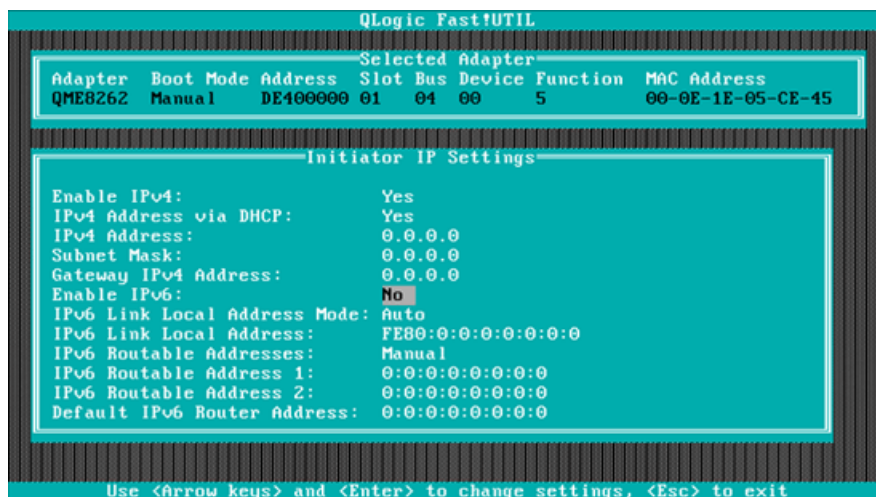 QLogic Fast!UTIL
Selected Adapter
Adapter Boot Mode Address Slot Bus Device Function MAC Address
QME8262 Manual DE400000 01 04 00 5 00-0E-1E-05-CE-45
Initiator IP Settings
Enable IPv4: Yes
IPv4 Address via DHCP: Yes
IPv4 Address: 0.0.0.0
Subnet Mask: 0.0.0.0
Gateway IPv4 Address: 0.0.0.0
Enable IPv6: No
IPv6 Link Local Address Mode: Auto
IPv6 Link Local Address: FE80:0:0:0:0:0:0:0
IPv6 Routable Addresses: Manual
IPv6 Routable Address 1: 0:0:0:0:0:0:0:0
IPv6 Routable Address 2: 0:0:0:0:0:0:0:0
Default IPv6 Router Address: 0:0:0:0:0:0:0:0
Use <Arrow keys> and <Enter> to change settings, <Esc> to exit